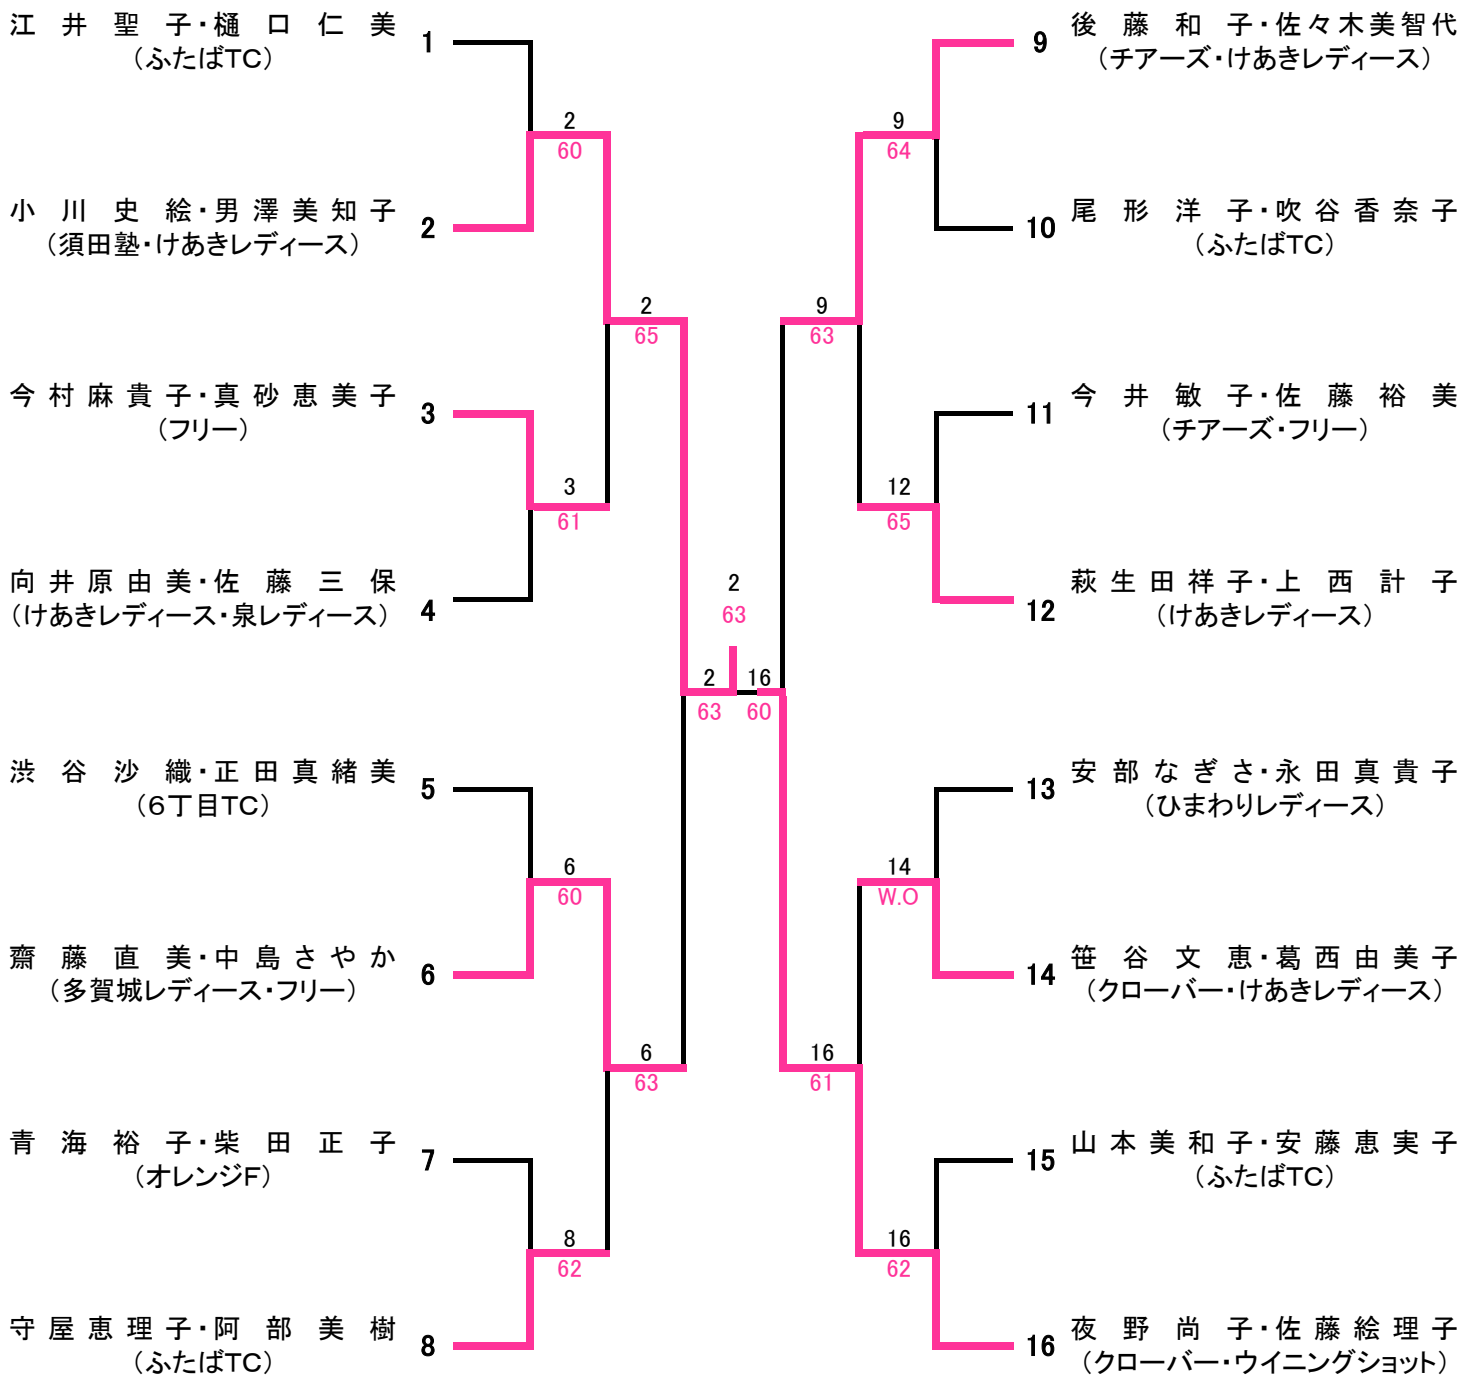 江井聖子・樋口仁美
(ふたばTC)
1
2
60
小川史絵・男澤美知子
(須田塾・けあきレディース)
2
2
65
今村麻貴子・真砂恵美子
(フリー)
3
3
61
向井原由美・佐藤三保
(けあきレディース・泉レディース)
4
2
63
2
63
16
60
渋谷沙織・正田真緒美
(6丁目TC)
5
6
60
齋藤直美・中島さやか
(多賀城レディース・フリー)
6
6
63
青海裕子・柴田正子
(オレンジF)
7
8
62
守屋恵理子・阿部美樹
(ふたばTC)
8
9
後藤和子・佐々木美智代
(チアーズ・けあきレディース)
9
64
10
尾形洋子・吹谷香奈子
(ふたばTC)
9
63
11
今井敏子・佐藤裕美
(チアーズ・フリー)
12
65
12
萩生田祥子・上西計子
(けあきレディース)
13
安部なぎさ・永田真貴子
(ひまわりレディース)
14
W.O
14
笹谷文恵・葛西由美子
(クローバー・けあきレディース)
16
61
15
山本美和子・安藤恵実子
(ふたばTC)
16
62
16
夜野尚子・佐藤絵理子
(クローバー・ウイニングショット)